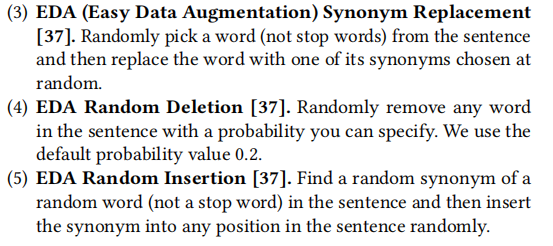 (3) EDA (Easy Data Augmentation) Synonym Replacement
[37]. Randomly pick a word (not stop words) from the sentence
and then replace the word with one of its synonyms chosen at
random.
(4) EDA Random Deletion [37]. Randomly remove any word
in the sentence with a probability you can specify. We use the
default probability value 0.2.
(5) EDA Random Insertion [37]. Find a random synonym of a
random word (not a stop word) in the sentence and then insert
the synonym into any position in the sentence randomly.